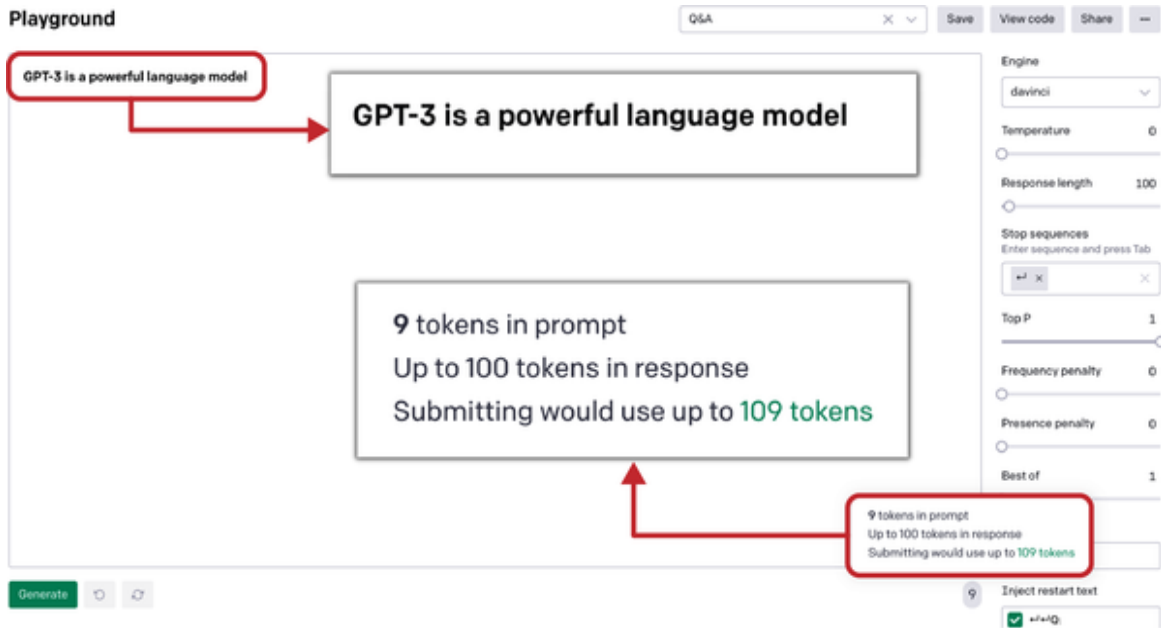 Playground
Q&A
Save
View code
Share
GPT-3 is a powerful language model
GPT-3 is a powerful language model
9 tokens in prompt
Up to 100 tokens in response
Submitting would use up to 109 tokens
9 tokens in prompt
Up to 100 tokens in response
Submitting would use up to 109 tokens
Generate
9
Engine
davinci
Temperature 0
Response length 100
Stop sequences
Enter sequence and press Tab
↵ ×
Top P 1
Frequency penalty 0
Presence penalty 0
Best of 1
Inject restart text
↵↵Q: